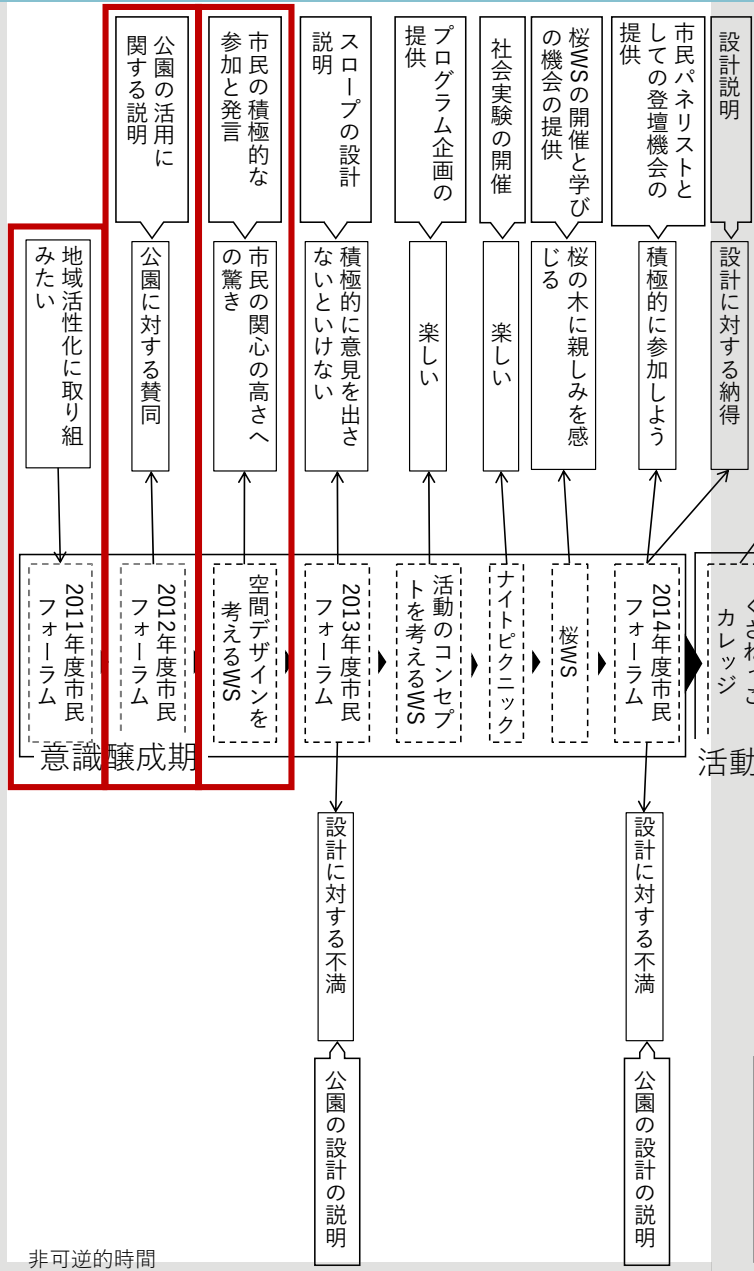 公園の活用に
関する説明
市民の積極的な
参加と発言
スロープの設計
説明
プログラム企画の
提供
社会実験の開催
桜WSの開催と学び
の機会の提供
市民パネリストと
しての登壇機会の
提供
設計説明
地域活性化に取り組
みたい
公園に対する賛同
市民の関心の高さへ
の驚き
積極的に意見を出さ
ないといけない
楽しい
楽しい
桜の木に親しみを感
じる
積極的に参加しよう
設計に対する納得
2011年度市民
フォーラム
2012年度市民
フォーラム
空間デザインを
考えるWS
2013年度市民
フォーラム
活動のコンセプ
トを考えるWS
ナイトピクニック
桜WS
2014年度市民
フォーラム
カレッジ
意識醸成期
活動
設計に対する不満
設計に対する不満
公園の設計の説明
公園の設計の説明
非可逆的時間